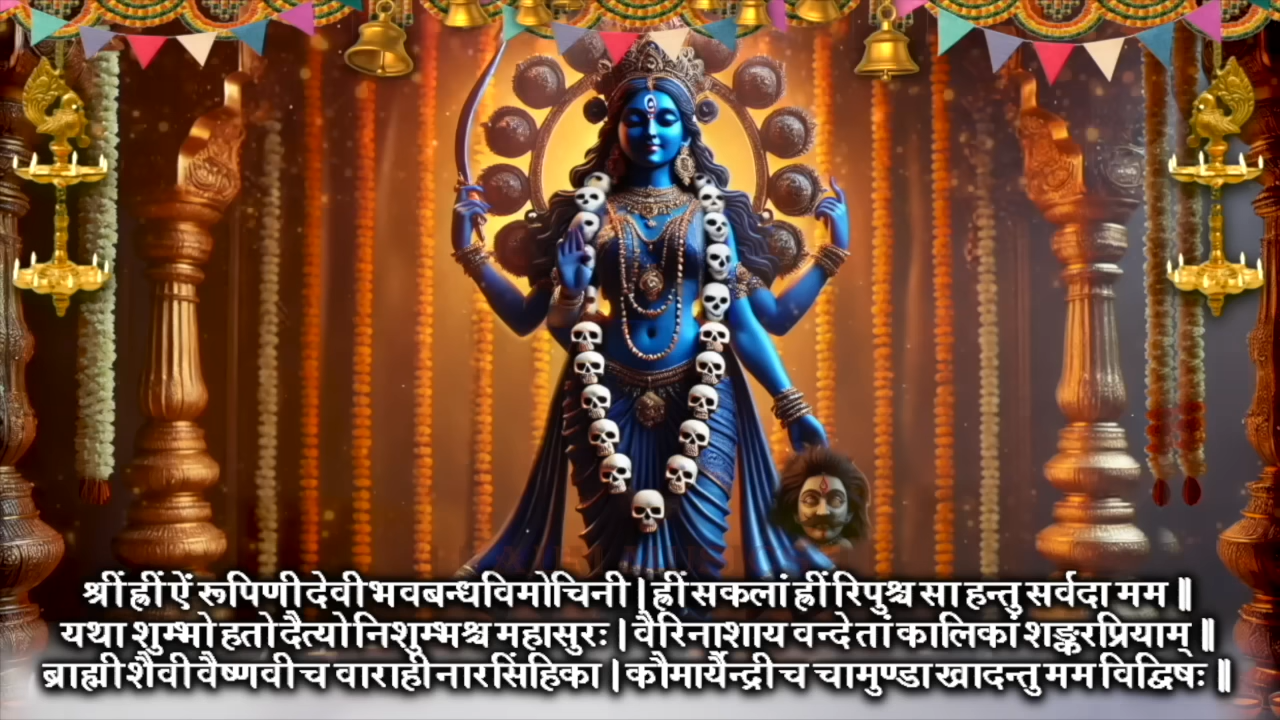 श्रीं ह्रीं ऐं रूपिणी देवी भवबन्धविमोचिनी | ह्रीं सकलां ह्रीं रिपुश्च सा हन्तु सर्वदा मम ||
यथा शुम्भो हतो दैत्यो निशुम्भश्च महासुरः | वैरिनाशाय वन्दे तां कालिकां शङ्करप्रियाम् ||
ब्राह्मी शैवी वैष्णवी च वाराही नारसिंहिका | कौमार्यैन्द्री च चामुण्डा खादन्तु मम विद्विषः ||